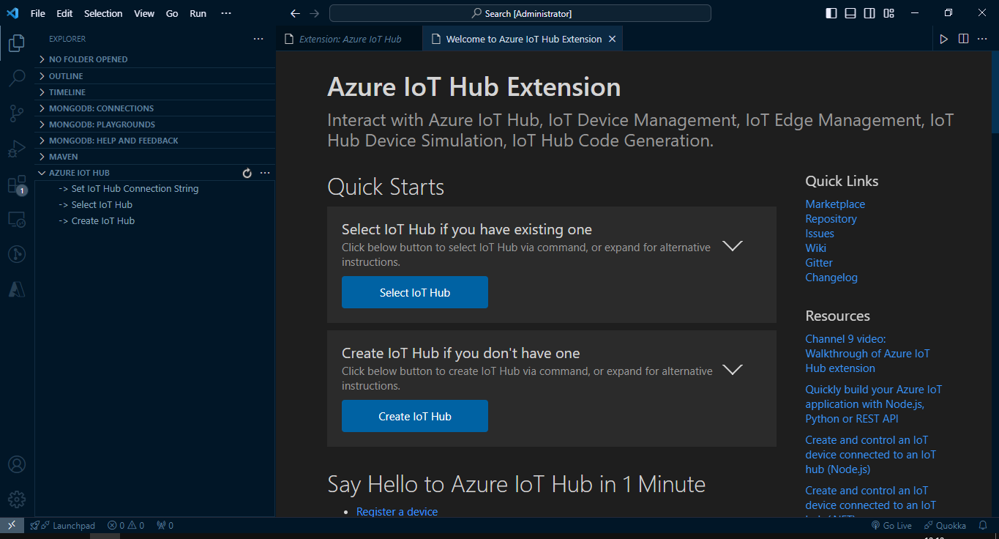 File Edit Selection View Go Run ...
Search [Administrator]
EXPLORER
NO FOLDER OPENED
OUTLINE
TIMELINE
MONGODB: CONNECTIONS
MONGODB: PLAYGROUNDS
MONGODB: HELP AND FEEDBACK
MAVEN
AZURE IOT HUB
-> Set IoT Hub Connection String
-> Select IoT Hub
-> Create IoT Hub
1
Extension: Azure IoT Hub
Welcome to Azure IoT Hub Extension
Azure IoT Hub Extension
Interact with Azure IoT Hub, IoT Device Management, IoT Edge Management, IoT
Hub Device Simulation, IoT Hub Code Generation.
Quick Starts
Select IoT Hub if you have existing one
Click below button to select IoT Hub via command, or expand for alternative
instructions.
Select IoT Hub
Create IoT Hub if you don't have one
Click below button to create IoT Hub via command, or expand for alternative
instructions.
Create IoT Hub
Say Hello to Azure IoT Hub in 1 Minute
• Register a device
Quick Links
Marketplace
Repository
Issues
Wiki
Gitter
Changelog
Resources
Channel 9 video:
Walkthrough of Azure IoT
Hub extension
Quickly build your Azure IoT
application with Node.js,
Python or REST API
Create and control an IoT
device connected to an IoT
hub (Node.js)
Create and control an IoT
device connected to an IoT
Launchpad 0 0 0
Go Live Quokka